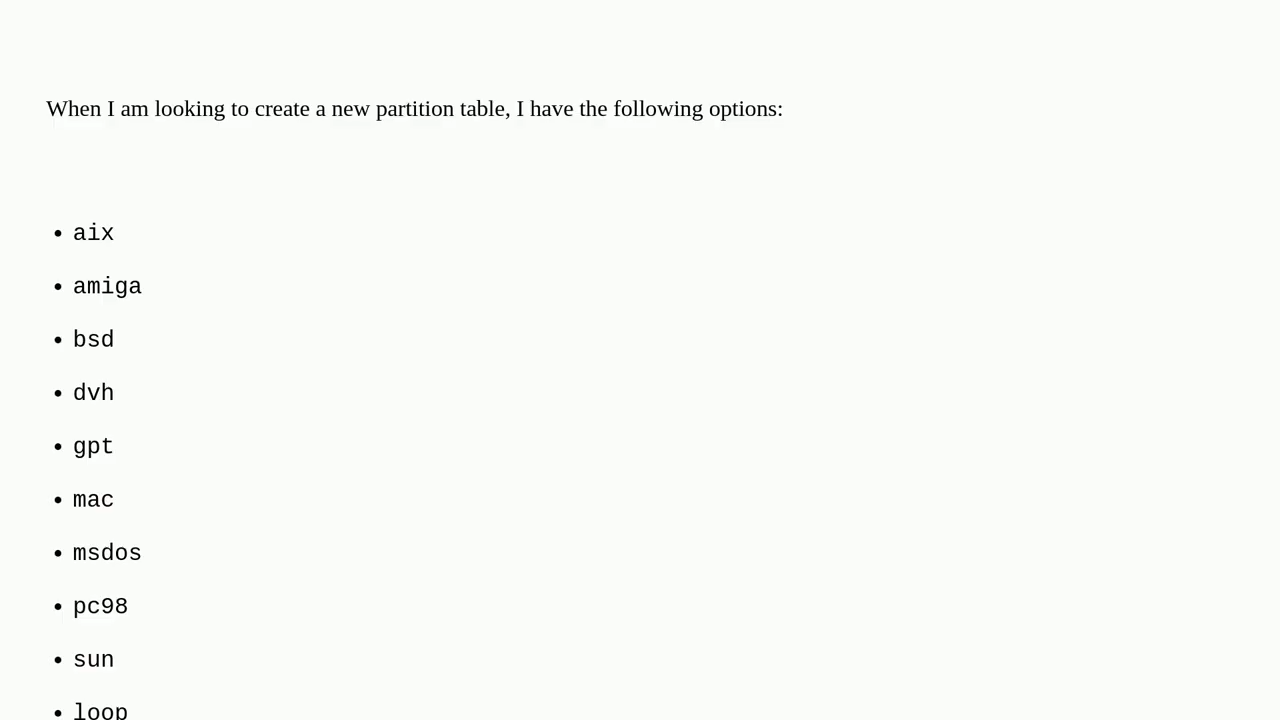 When I am looking to create a new partition table, I have the following options:
• aix
• amiga
• bsd
• dvh
• gpt
• mac
• msdos
• pc98
• sun
• loop